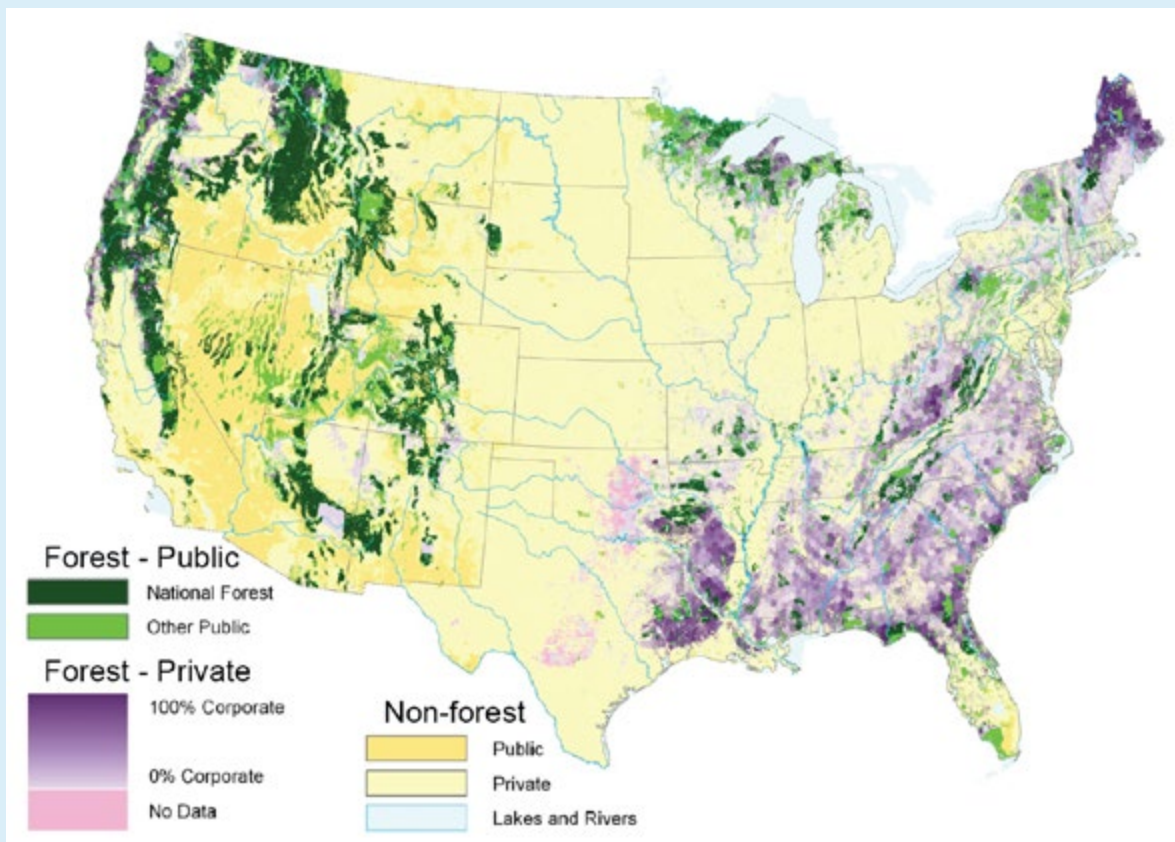 Forest - Public
National Forest
Other Public
Forest - Private
100% Corporate
0% Corporate
No Data
Non-forest
Public
Private
Lakes and Rivers